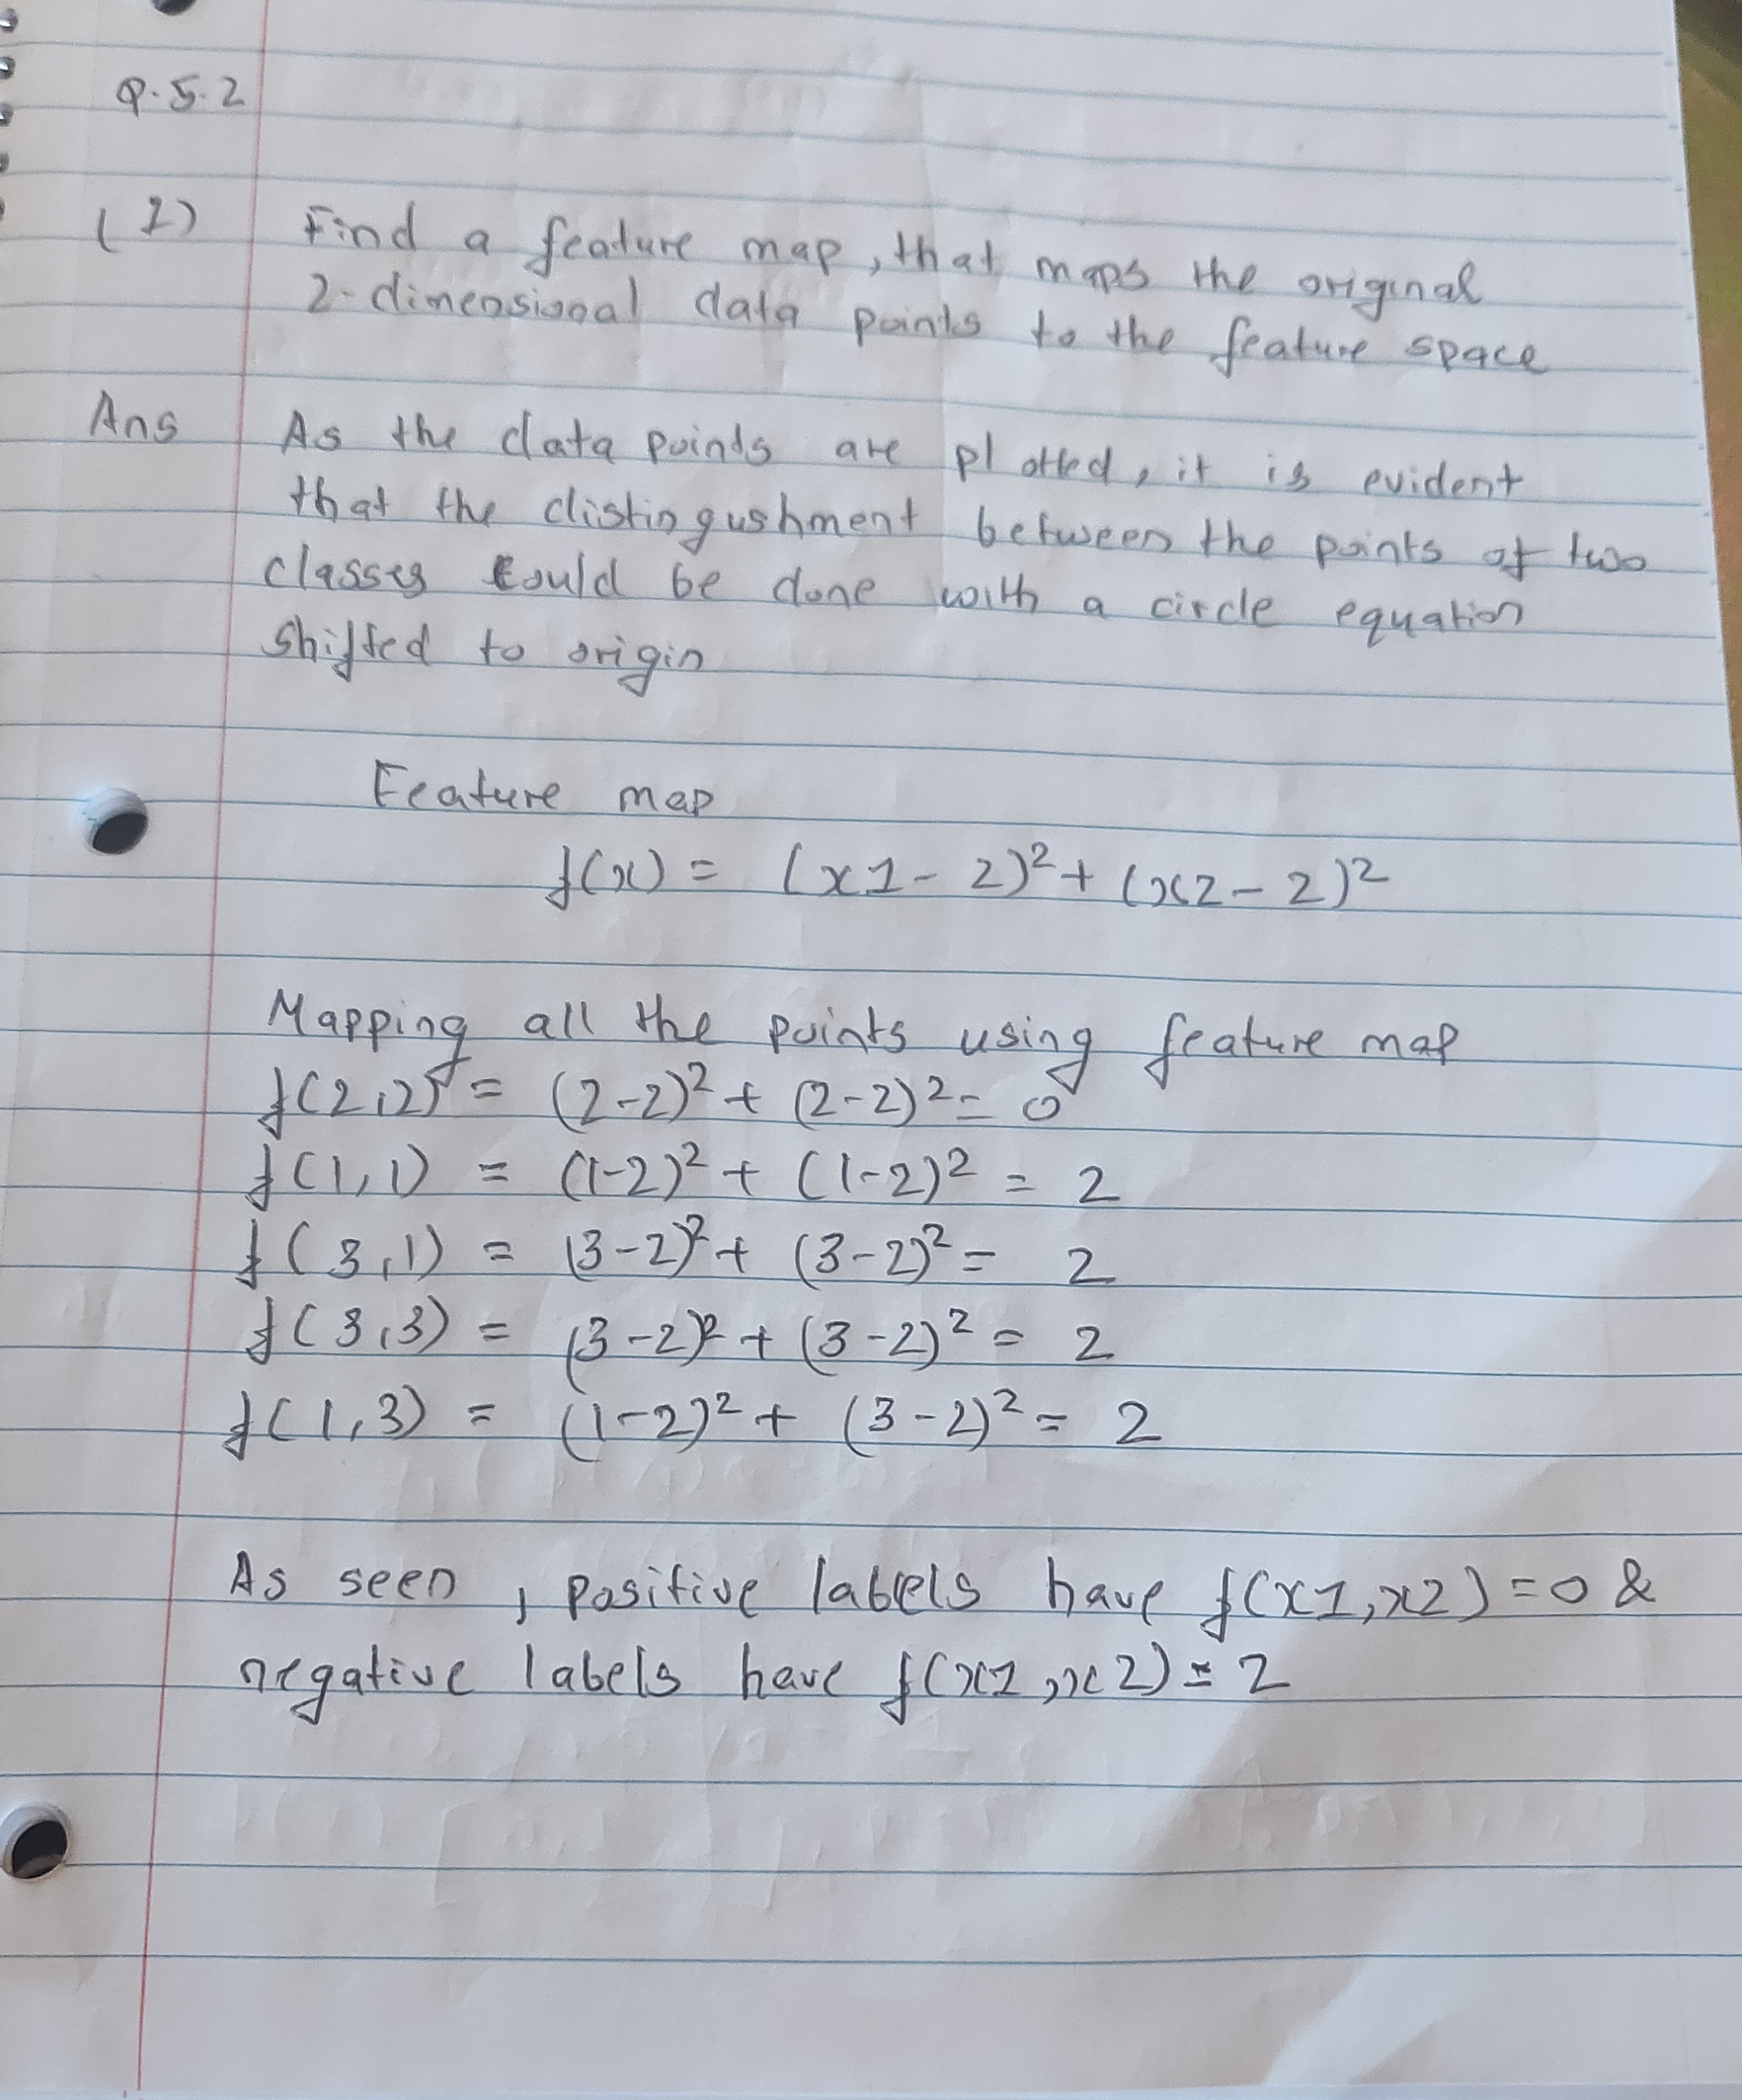 Q.5.2
(1) Find a feature map, that maps the original
2-dimensional data points to the feature space
Ans As the data points are plotted, it is evident
that the distingushment between the points of two
classes could be done with a circle equation
shifted to origin
Feature map
f(x) = (x1 - 2)² + (x2 - 2)²
Mapping all the points using feature map
f(2,2) = (2-2)² + (2-2)² = 0
f(1,1) = (1-2)² + (1-2)² = 2
f(3,1) = (3-2)² + (3-2)² = 2
f(3,3) = (3-2)² + (3-2)² = 2
f(1,3) = (1-2)² + (3-2)² = 2
As seen, positive labels have f(x1,x2) = 0 &
negative labels have f(x1,x2) = 2